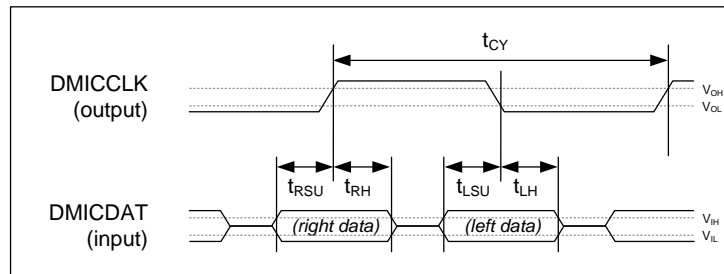 tCY
DMICCLK
(output)
VOH
VOL
tRSU tRH tLSU tLH
DMICDAT
(input)
(right data) (left data)
VIH
VIL